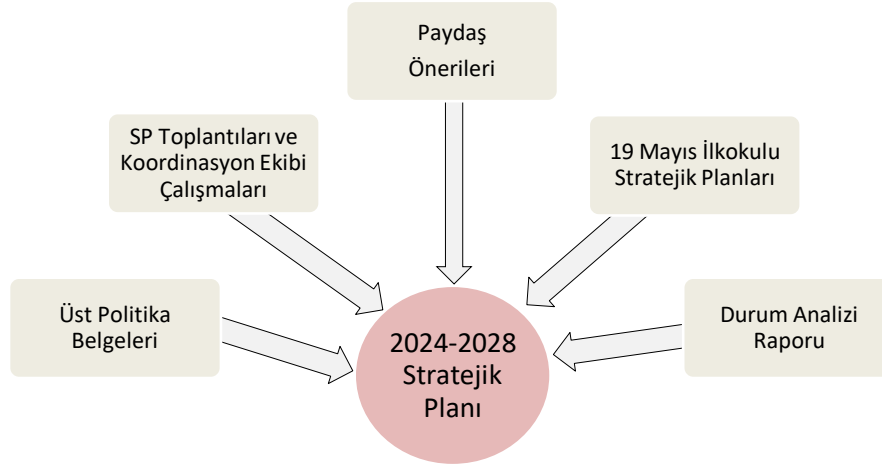 Paydaş
Önerileri
SP Toplantıları ve
Koordinasyon Ekibi
Çalışmaları
19 Mayıs İlkokulu
Stratejik Planları
Üst Politika
Belgeleri
Durum Analizi
Raporu
2024-2028
Stratejik
Planı